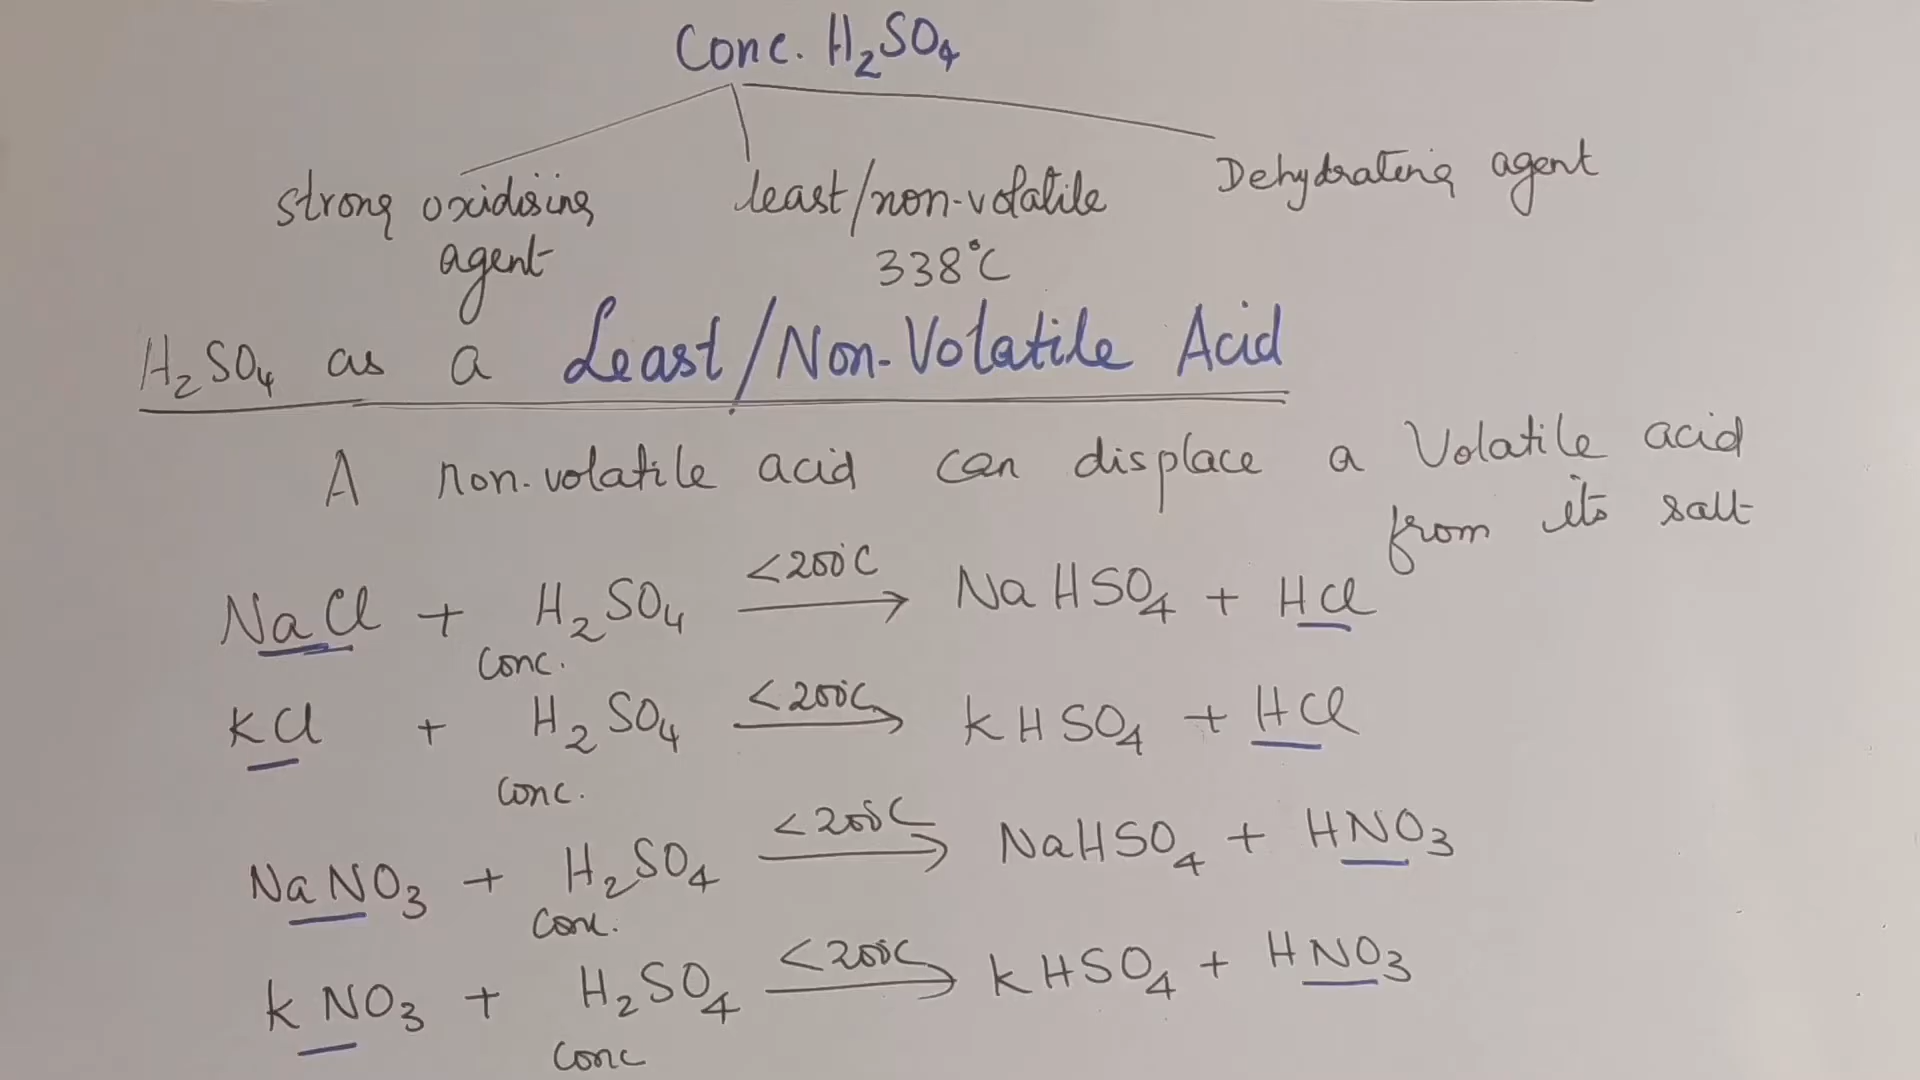 Conc. H₂SO₄
strong oxidising agent
least/non-volatile
338°C
Dehydrating agent
H₂SO₄ as a Least/Non-Volatile Acid
A non-volatile acid can displace a Volatile acid
from its salt
NaCl + H₂SO₄ conc. <200°C → NaHSO₄ + HCl
KCl + H₂SO₄ conc. <200°C → KHSO₄ + HCl
NaNO₃ + H₂SO₄ conc. <200°C → NaHSO₄ + HNO₃
KNO₃ + H₂SO₄ conc <200°C → KHSO₄ + HNO₃